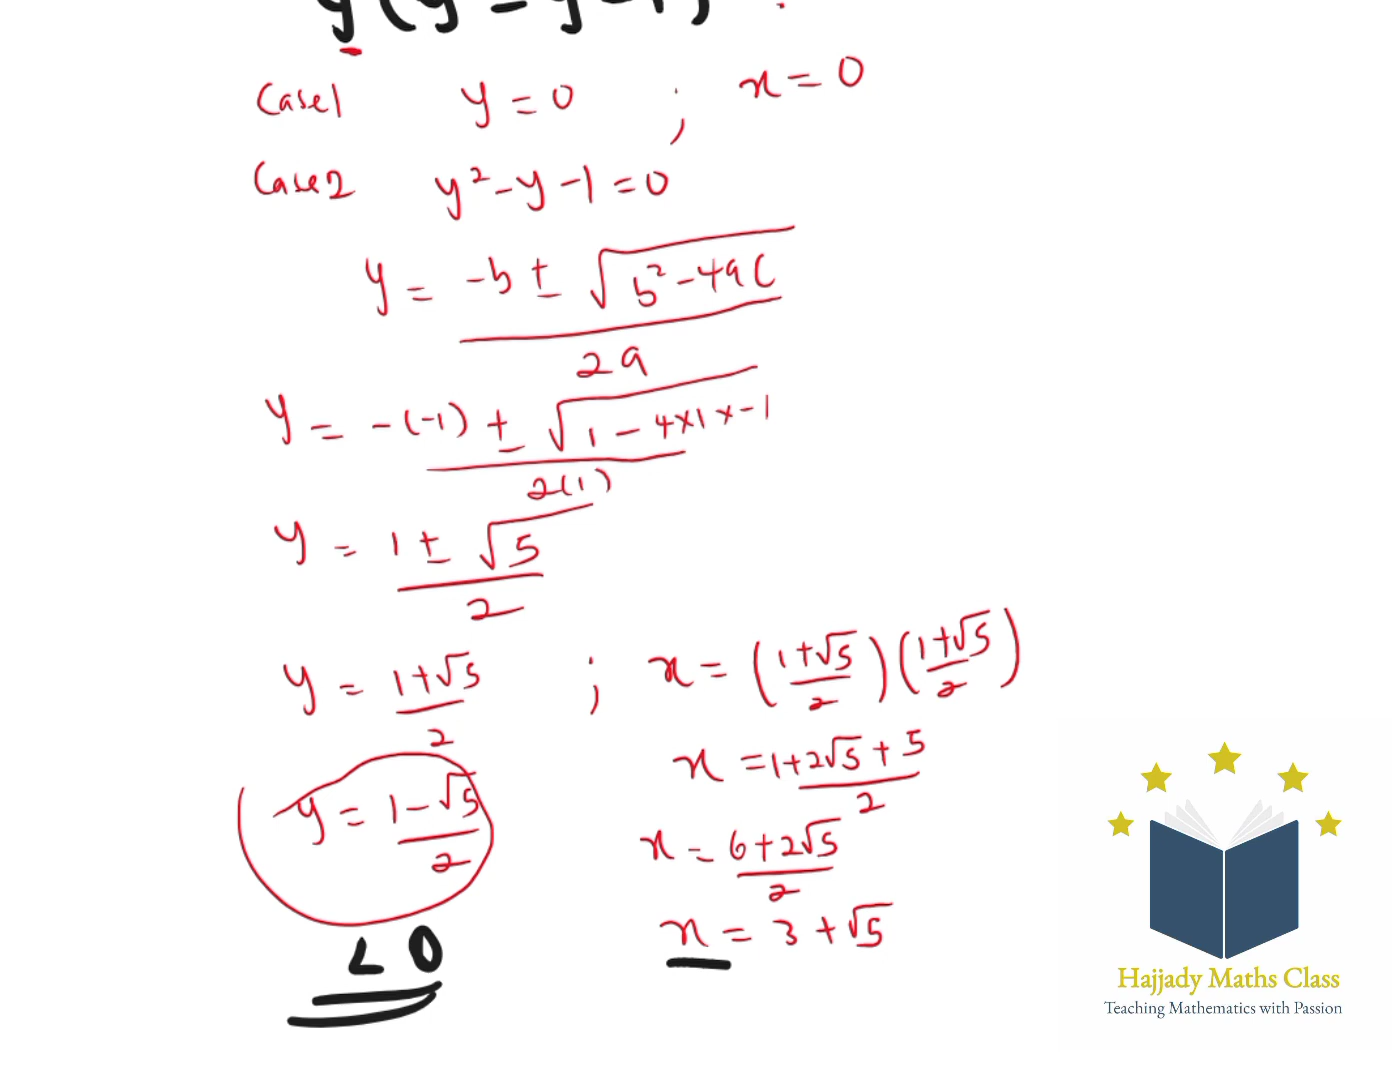 y(y²-y-1)
Case1 y = 0 ; x = 0
Case2 y² - y - 1 = 0
y = -b ± √b² - 4ac / 2a
y = -(-1) ± √1 - 4x1x-1 / 2(1)
y = 1 ± √5 / 2
y = 1+√5 / 2 ; x = (1+√5 / 2)(1+√5 / 2)
x = 1+2√5+5 / 2
y = 1-√5 / 2
x = 6+2√5 / 2
< 0
x = 3+√5
Hajjady Maths Class
Teaching Mathematics with Passion